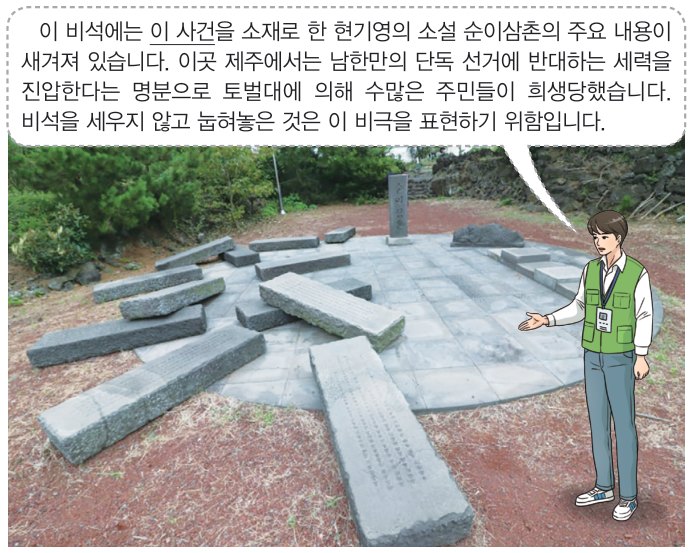 이 비석에는 이 사건을 소재로 한 현기영의 소설 순이삼촌의 주요 내용이
새겨져 있습니다. 이곳 제주에서는 남한만의 단독 선거에 반대하는 세력을
진압한다는 명분으로 토벌대에 의해 수많은 주민들이 희생당했습니다.
비석을 세우지 않고 눕혀놓은 것은 이 비극을 표현하기 위함입니다.